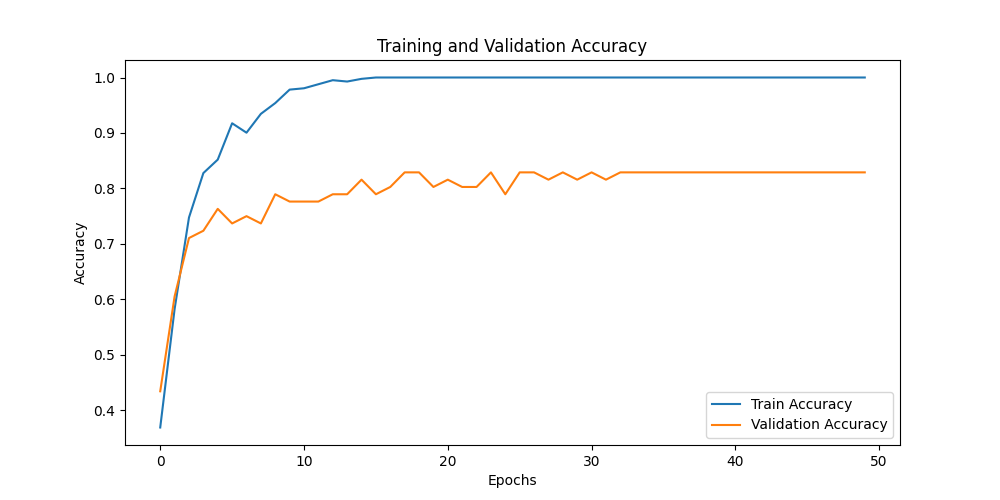 Training and Validation Accuracy
1.0
0.9
0.8
0.7
0.6
0.5
0.4
Accuracy
0
10
20
30
40
50
Epochs
Train Accuracy
Validation Accuracy